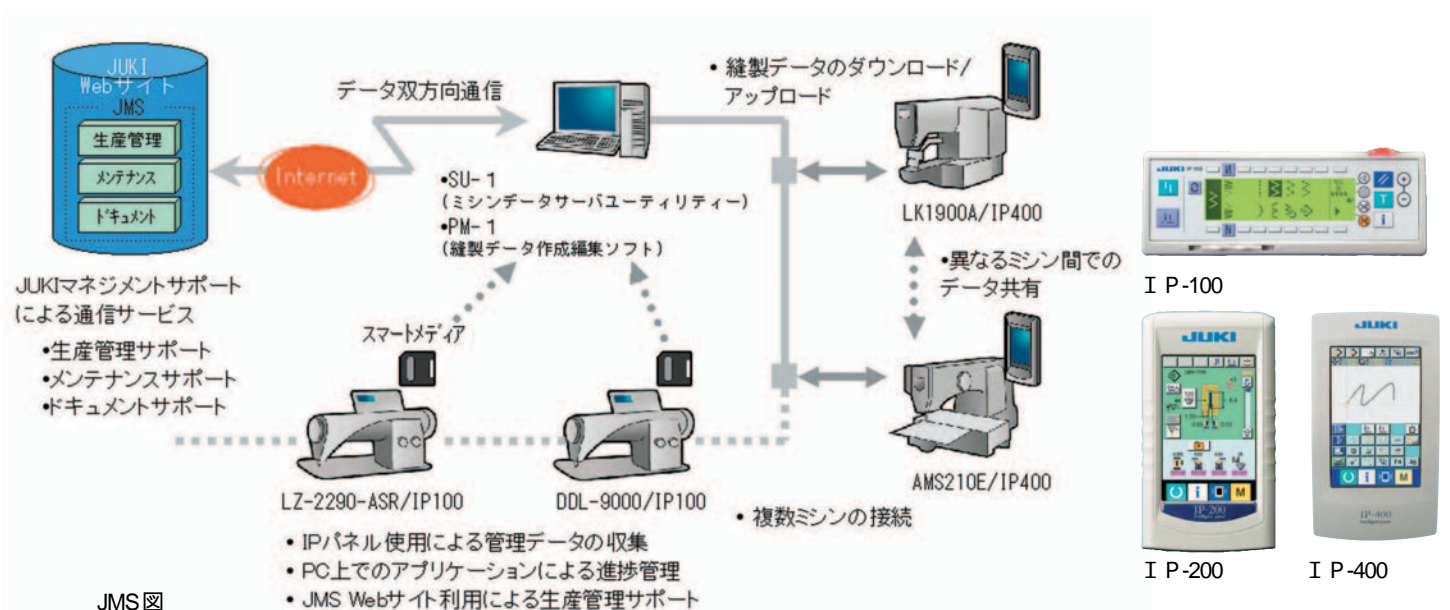 JUKI
Webサイト
JMS
生産管理
メンテナンス
ドキュメント
Internet
データ双方向通信
•SU-1
(ミシンデータサーバユーティリティー)
•PM-1
(縫製データ作成編集ソフト)
• 縫製データのダウンロード/
アップロード
LK1900A/IP400
•異なるミシン間での
データ共有
AMS210E/IP400
• 複数ミシンの接続
JUKIマネジメントサポート
による通信サービス
•生産管理サポート
•メンテナンスサポート
•ドキュメントサポート
スマートメディア
LZ-2290-ASR/IP100
DDL-9000/IP100
• IPパネル使用による管理データの収集
• PC上でのアプリケーションによる進捗管理
• JMS Webサイト利用による生産管理サポート
JMS図
JUKI
Ⅰ P-100
JUKI
i
M
IP-200
Ⅰ P-200
JUKI
i
M
IP-400
Ⅰ P-400